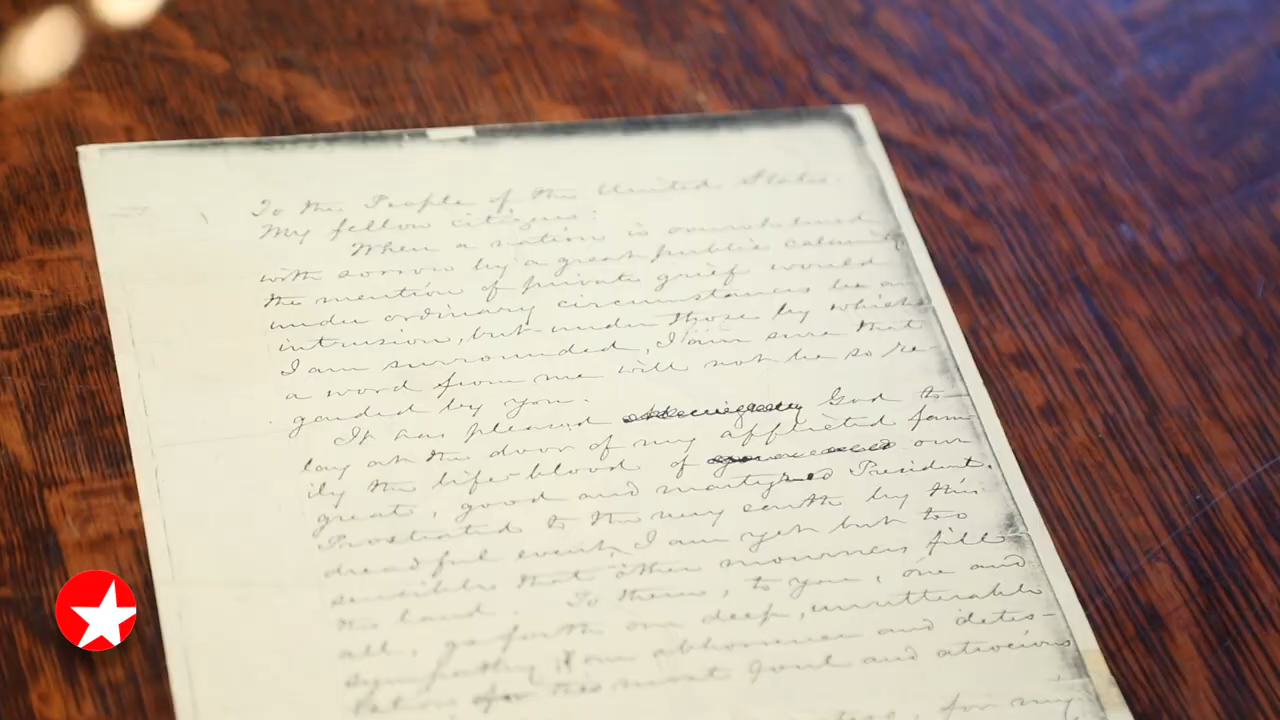 To the People of the United States.
My fellow citizens:
When a nation is overwhelmed
with sorrow by a great public calamity
the mention of private grief would
under ordinary circumstances be an
intrusion, but under those by which
I am surrounded, I am sure that
a word from me will not be so re-
garded by you.
It has pleased God to
lay at the door of my afflicted fam-
ily the life-blood of our
great, good and martyred President.
Prostrated to the very earth by this
dreadful event, I am yet but too
sensible that other mourners fill
the land. To them, to you, one and
all, go forth our deep, unutterable
sympathy, our abhorrence and detes-
tation for this most foul and atrocious
for my